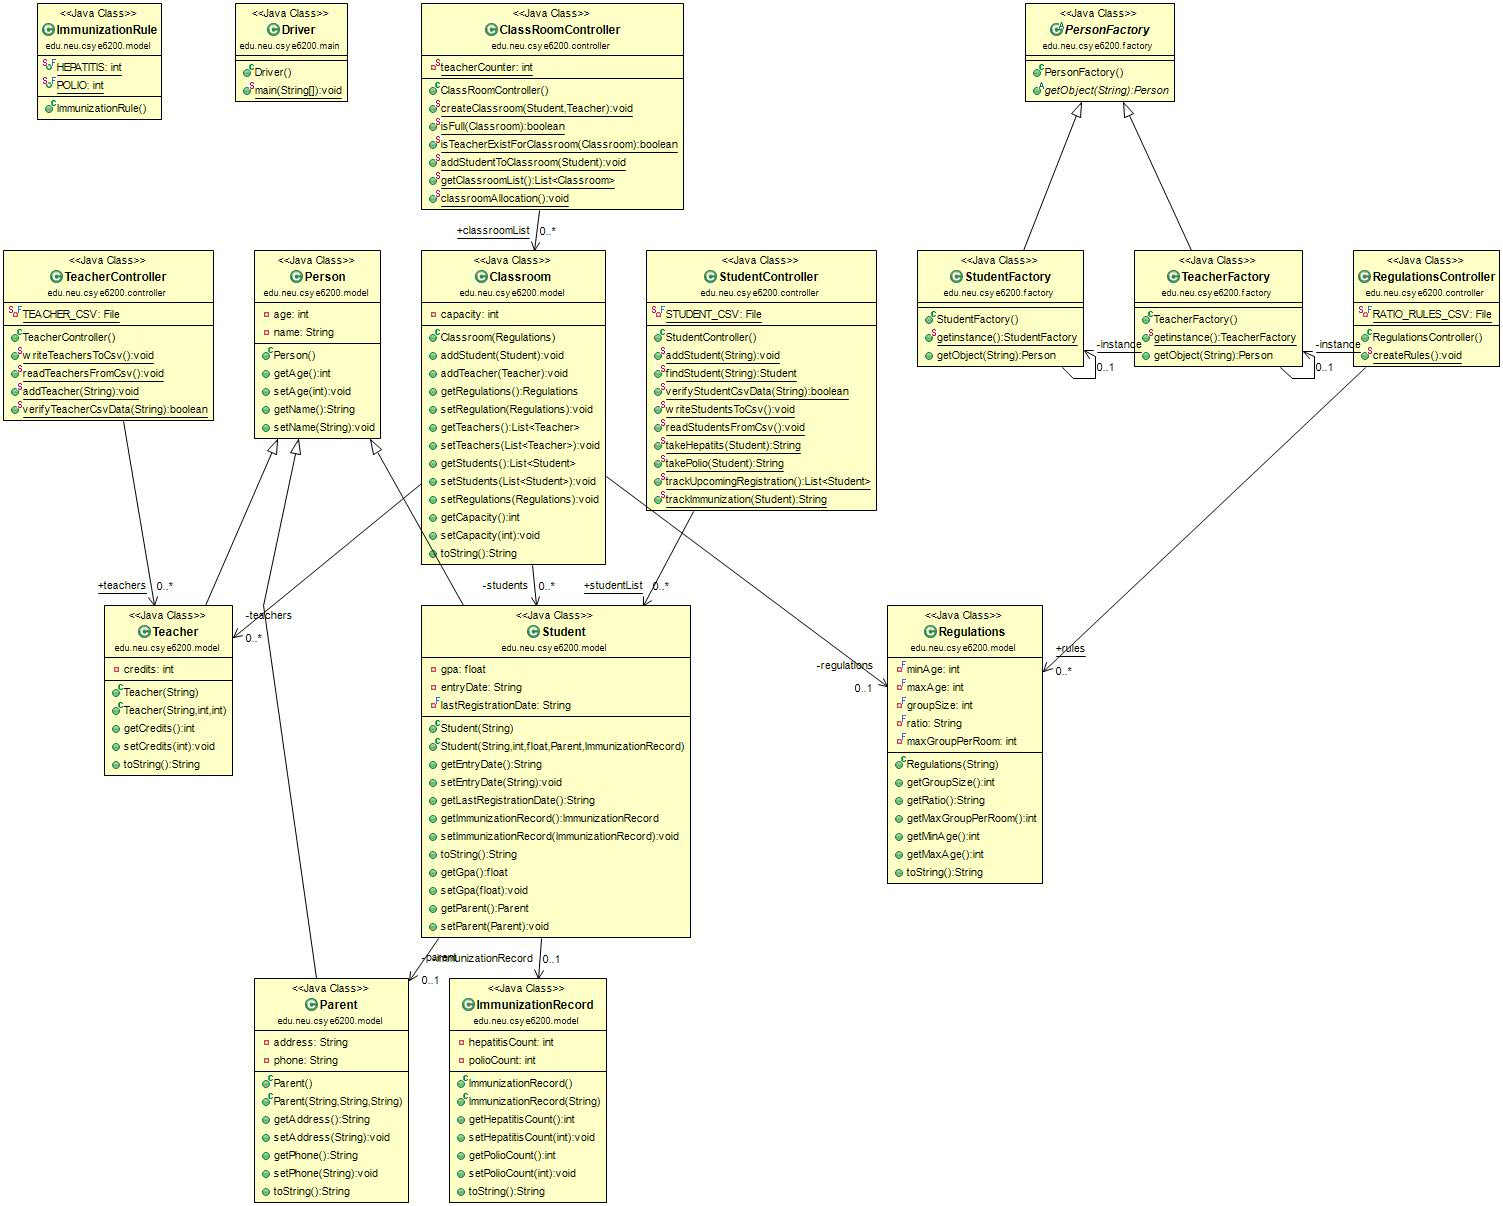 <<Java Class>>
ImmunizationRule
edu.neu.csye6200.model
HEPATITIS: int
POLIO: int
ImmunizationRule()
<<Java Class>>
Driver
edu.neu.csye6200.main
Driver()
main(String[]):void
<<Java Class>>
ClassRoomController
edu.neu.csye6200.controller
teacherCounter: int
ClassRoomController()
createClassroom(Student,Teacher):void
isFull(Classroom):boolean
isTeacherExistForClassroom(Classroom):boolean
addStudentToClassroom(Student):void
getClassroomList():List<Classroom>
classroomAllocation():void
<<Java Class>>
PersonFactory
edu.neu.csye6200.factory
PersonFactory()
getObject(String):Person
+classroomList
0..*
<<Java Class>>
TeacherController
edu.neu.csye6200.controller
TEACHER_CSV: File
TeacherController()
writeTeachersToCsv():void
readTeachersFromCsv():void
addTeacher(String):void
verifyTeacherCsvData(String):boolean
<<Java Class>>
Person
edu.neu.csye6200.model
age: int
name: String
Person()
getAge():int
setAge(int):void
getName():String
setName(String):void
<<Java Class>>
Classroom
edu.neu.csye6200.model
capacity: int
Classroom(Regulations)
addStudent(Student):void
addTeacher(Teacher):void
getRegulations():Regulations
setRegulation(Regulations):void
getTeachers():List<Teacher>
setTeachers(List<Teacher>):void
getStudents():List<Student>
setStudents(List<Student>):void
setRegulations(Regulations):void
getCapacity():int
setCapacity(int):void
toString():String
<<Java Class>>
StudentController
edu.neu.csye6200.controller
STUDENT_CSV: File
StudentController()
addStudent(String):void
findStudent(String):Student
verifyStudentCsvData(String):boolean
writeStudentsToCsv():void
readStudentsFromCsv():void
takeHepatits(Student):String
takePolio(Student):String
trackUpcomingRegistration():List<Student>
trackImmunization(Student):String
<<Java Class>>
StudentFactory
edu.neu.csye6200.factory
StudentFactory()
getinstance():StudentFactory
getObject(String):Person
-instance
0..1
<<Java Class>>
TeacherFactory
edu.neu.csye6200.factory
TeacherFactory()
getinstance():TeacherFactory
getObject(String):Person
-instance
0..1
<<Java Class>>
RegulationsController
edu.neu.csye6200.controller
RATIO_RULES_CSV: File
RegulationsController()
createRules():void
+teachers
0..*
-teachers
0..*
-students
0..*
+studentList
0..*
-regulations
0..1
+rules
0..*
<<Java Class>>
Teacher
edu.neu.csye6200.model
credits: int
Teacher(String)
Teacher(String,int,int)
getCredits():int
setCredits(int):void
toString():String
<<Java Class>>
Student
edu.neu.csye6200.model
gpa: float
entryDate: String
lastRegistrationDate: String
Student(String)
Student(String,int,float,Parent,ImmunizationRecord)
getEntryDate():String
setEntryDate(String):void
getLastRegistrationDate():String
getImmunizationRecord():ImmunizationRecord
setImmunizationRecord(ImmunizationRecord):void
toString():String
getGpa():float
setGpa(float):void
getParent():Parent
setParent(Parent):void
<<Java Class>>
Regulations
edu.neu.csye6200.model
minAge: int
maxAge: int
groupSize: int
ratio: String
maxGroupPerRoom: int
Regulations(String)
getGroupSize():int
getRatio():String
getMaxGroupPerRoom():int
getMinAge():int
getMaxAge():int
toString():String
-parent
0..1
-immunizationRecord
0..1
<<Java Class>>
Parent
edu.neu.csye6200.model
address: String
phone: String
Parent()
Parent(String,String,String)
getAddress():String
setAddress(String):void
getPhone():String
setPhone(String):void
toString():String
<<Java Class>>
ImmunizationRecord
edu.neu.csye6200.model
hepatitisCount: int
polioCount: int
ImmunizationRecord()
ImmunizationRecord(String)
getHepatitisCount():int
setHepatitisCount(int):void
getPolioCount():int
setPolioCount(int):void
toString():String